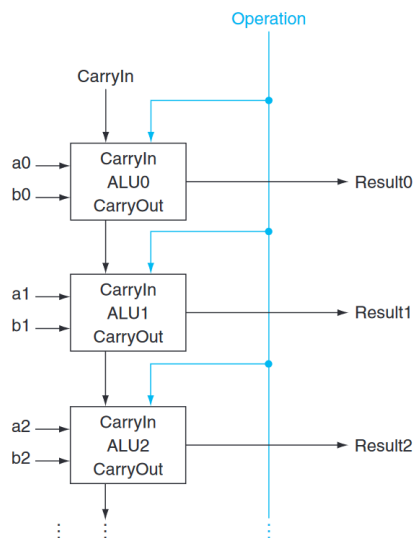 Operation
CarryIn
a0
b0
CarryIn
ALU0
CarryOut
Result0
a1
b1
CarryIn
ALU1
CarryOut
Result1
a2
b2
CarryIn
ALU2
CarryOut
Result2